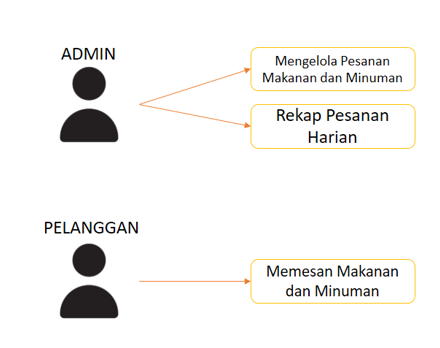 ADMIN
Mengelola Pesanan
Makanan dan Minuman
Rekap Pesanan
Harian
PELANGGAN
Memesan Makanan
dan Minuman